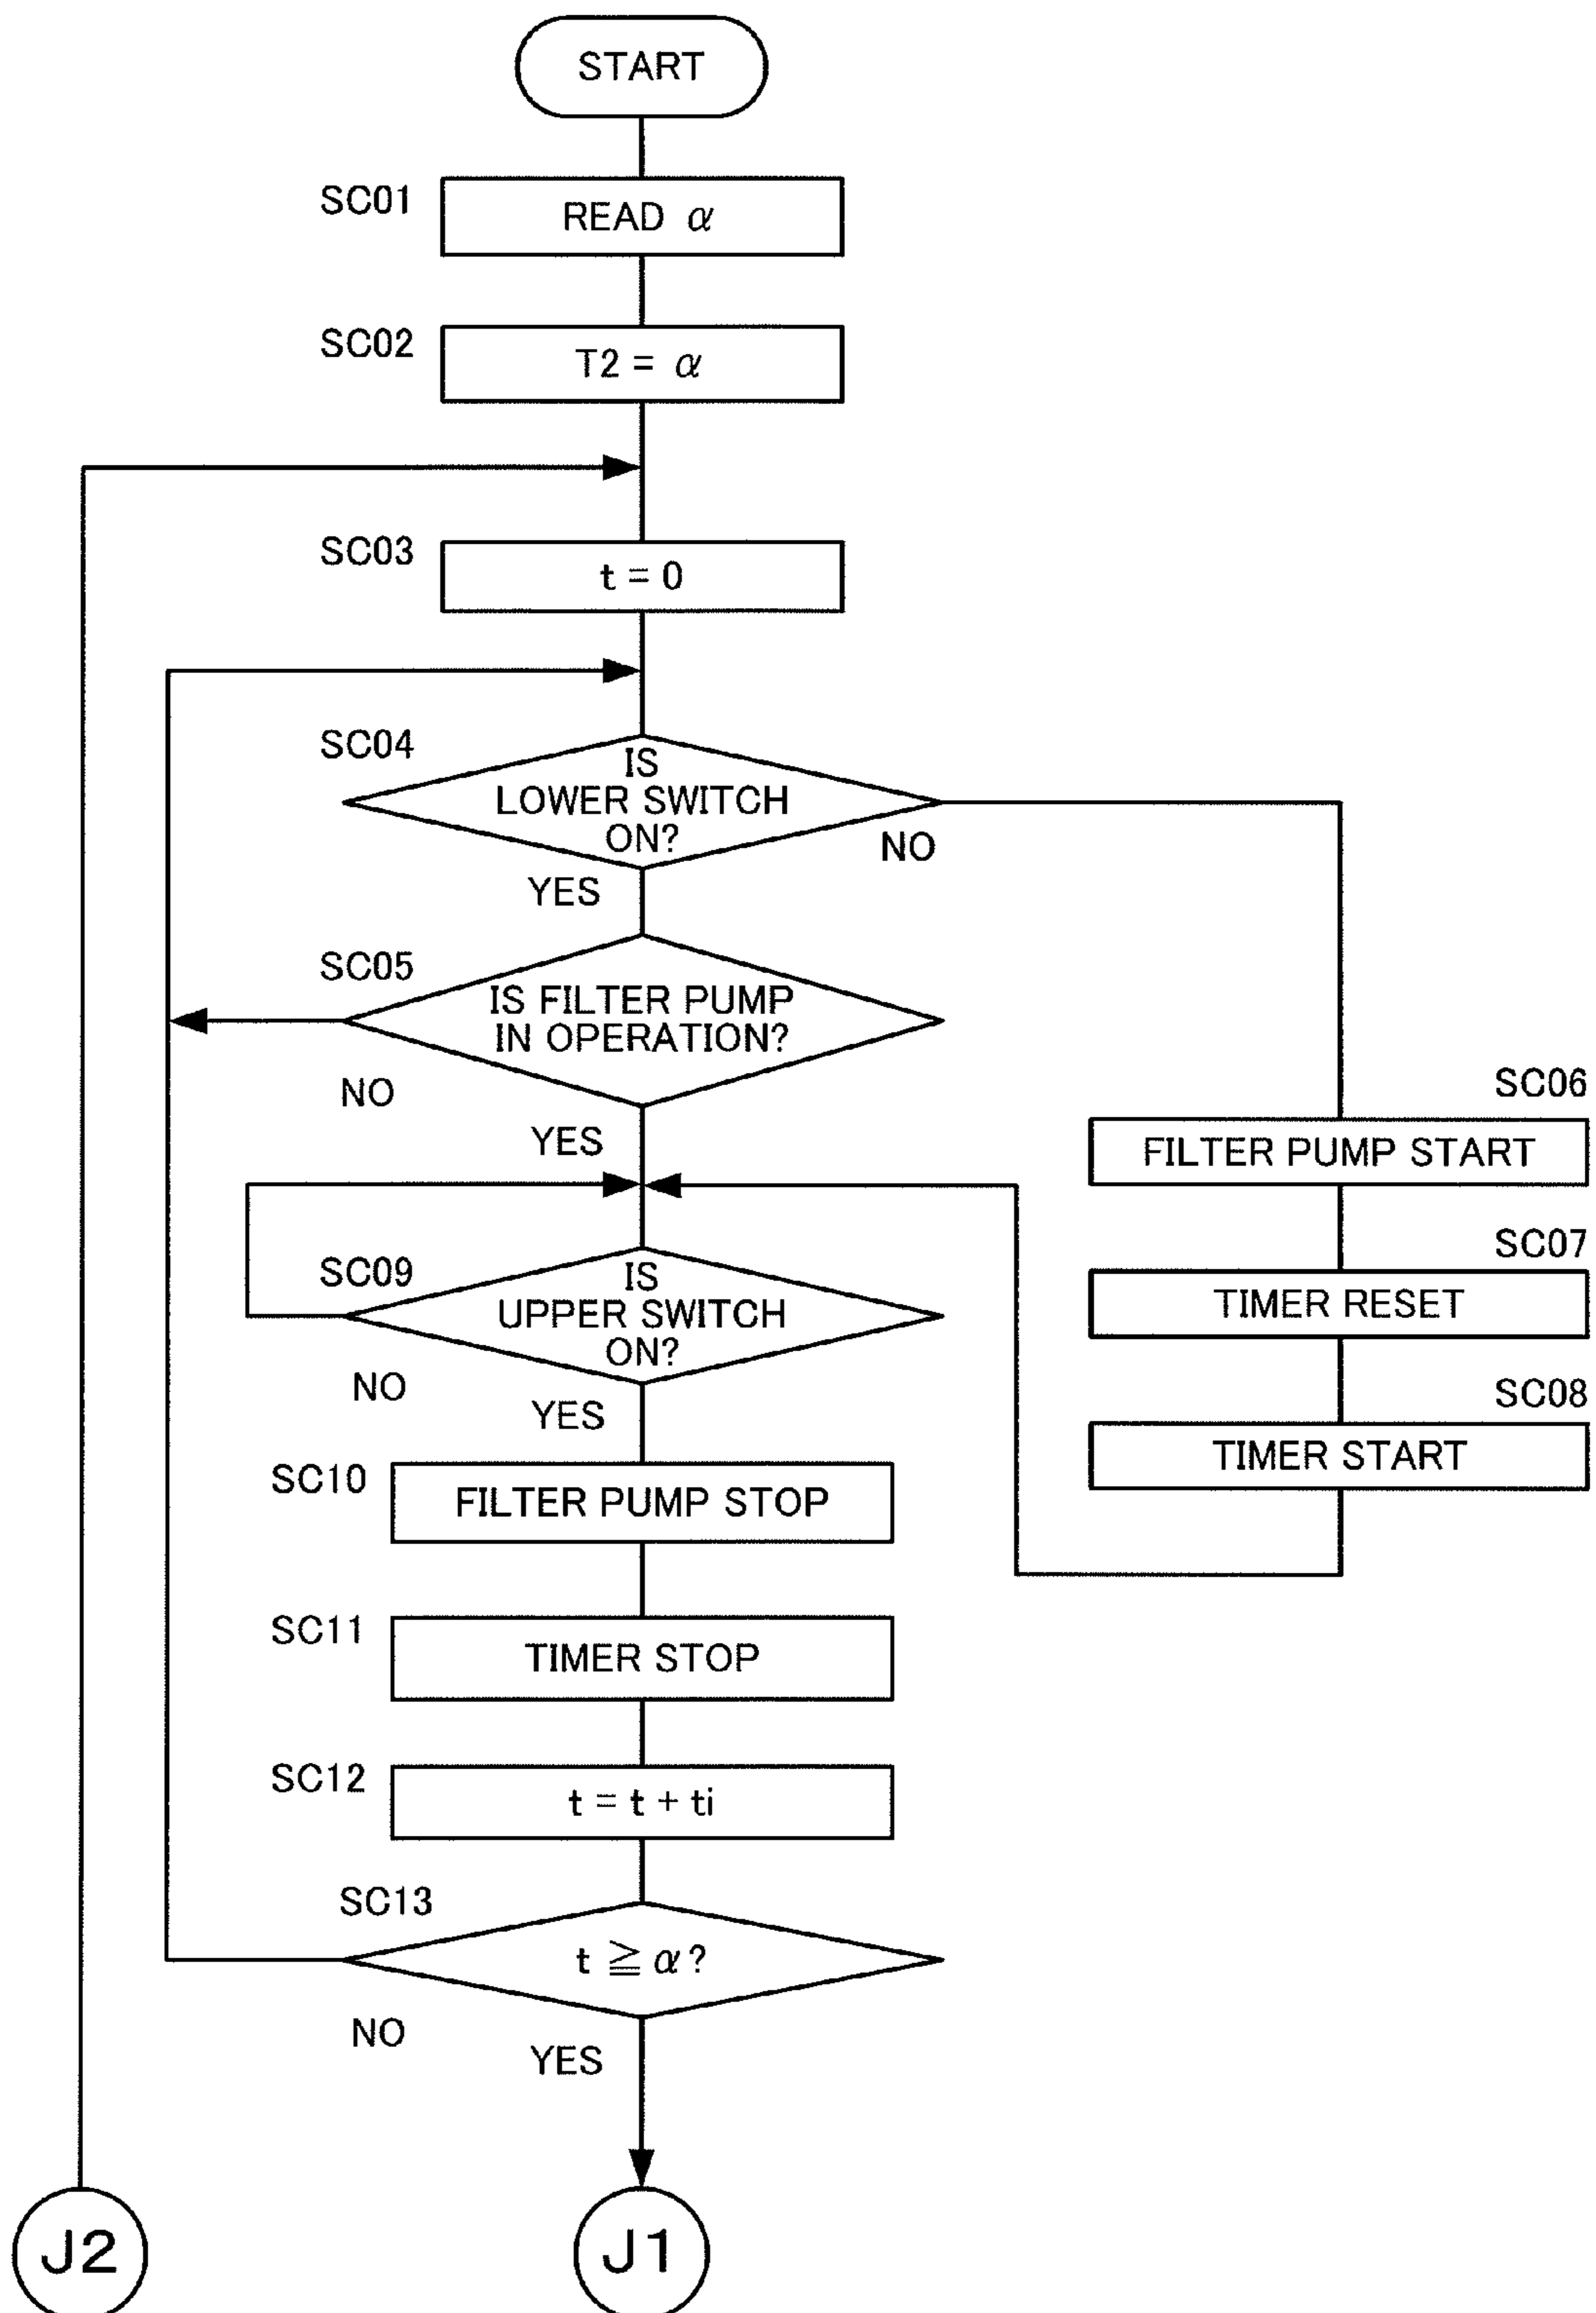 START
SC01
READ α
SC02
T2 = α
SC03
t = 0
SC04
IS
LOWER SWITCH
ON?
NO
YES
SC05
IS FILTER PUMP
IN OPERATION?
NO
YES
SC06
FILTER PUMP START
SC07
TIMER RESET
SC08
TIMER START
SC09
IS
UPPER SWITCH
ON?
NO
YES
SC10
FILTER PUMP STOP
SC11
TIMER STOP
SC12
t = t + ti
SC13
t ≧ α?
NO
YES
J2
J1